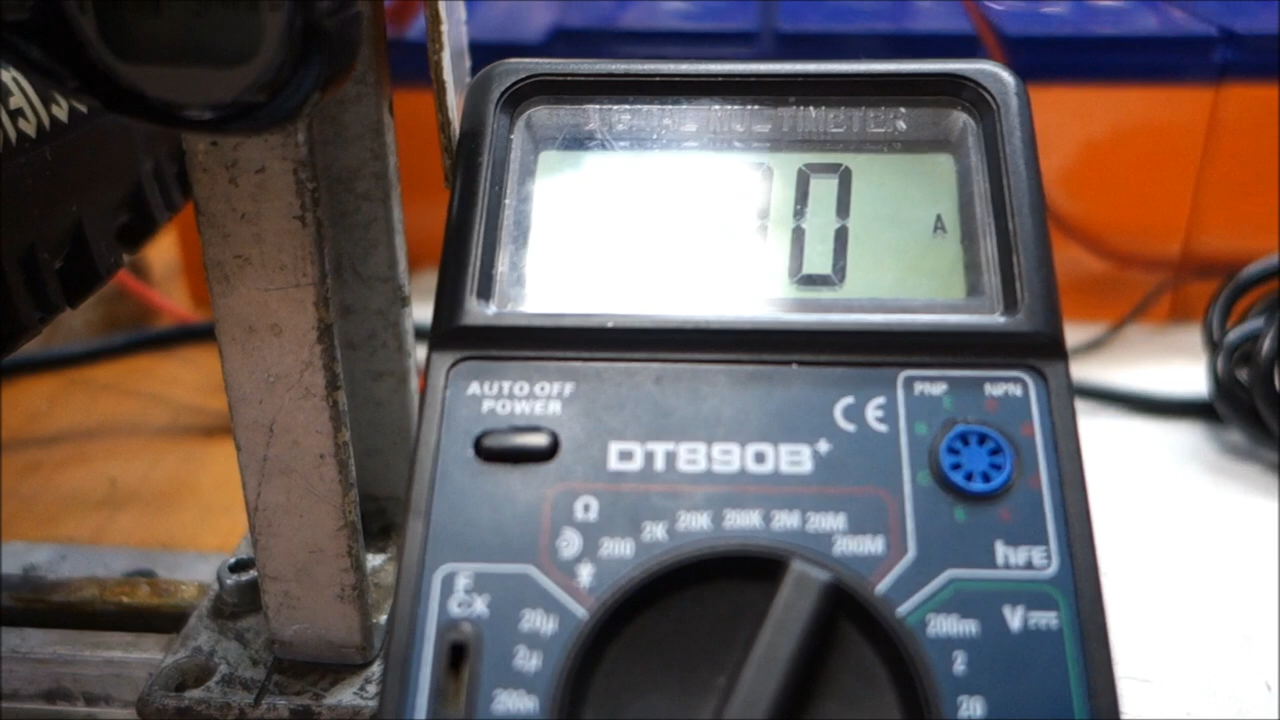 DIGITAL MULTIMETER
0 A
AUTO OFF
POWER
CE
DT890B+
PNP NPN
hFE
Ω
200 2K 20K 200K 2M 20M 200M
F
CX
20µ
2µ
200n
V
200m
2
20